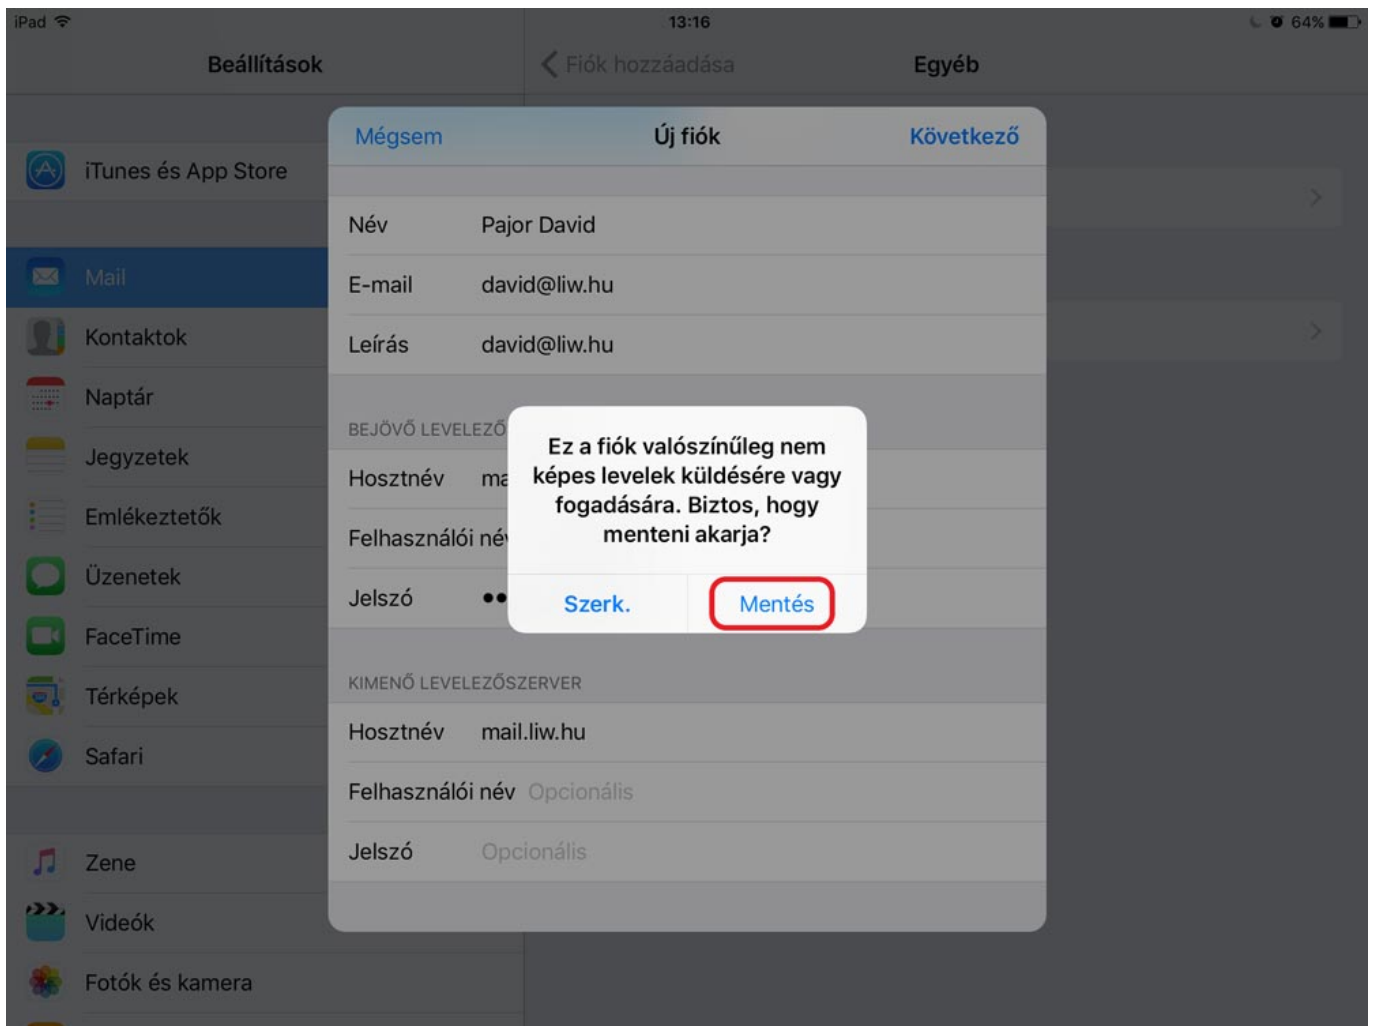 iPad
13:16
64%
Beállítások
Fiók hozzáadása
Egyéb
Mégsem
Új fiók
Következő
iTunes és App Store
Mail
Kontaktok
Naptár
Jegyzetek
Emlékeztetők
Üzenetek
FaceTime
Térképek
Safari
Zene
Videók
Fotók és kamera
Név Pajor David
E-mail david@liw.hu
Leírás david@liw.hu
BEJÖVŐ LEVELEZŐ
Hosztnév ma
Felhasználói név
Jelszó ••
Ez a fiók valószínűleg nem
képes levelek küldésére vagy
fogadására. Biztos, hogy
menteni akarja?
Szerk.
Mentés
KIMENŐ LEVELEZŐSZERVER
Hosztnév mail.liw.hu
Felhasználói név Opcionális
Jelszó Opcionális